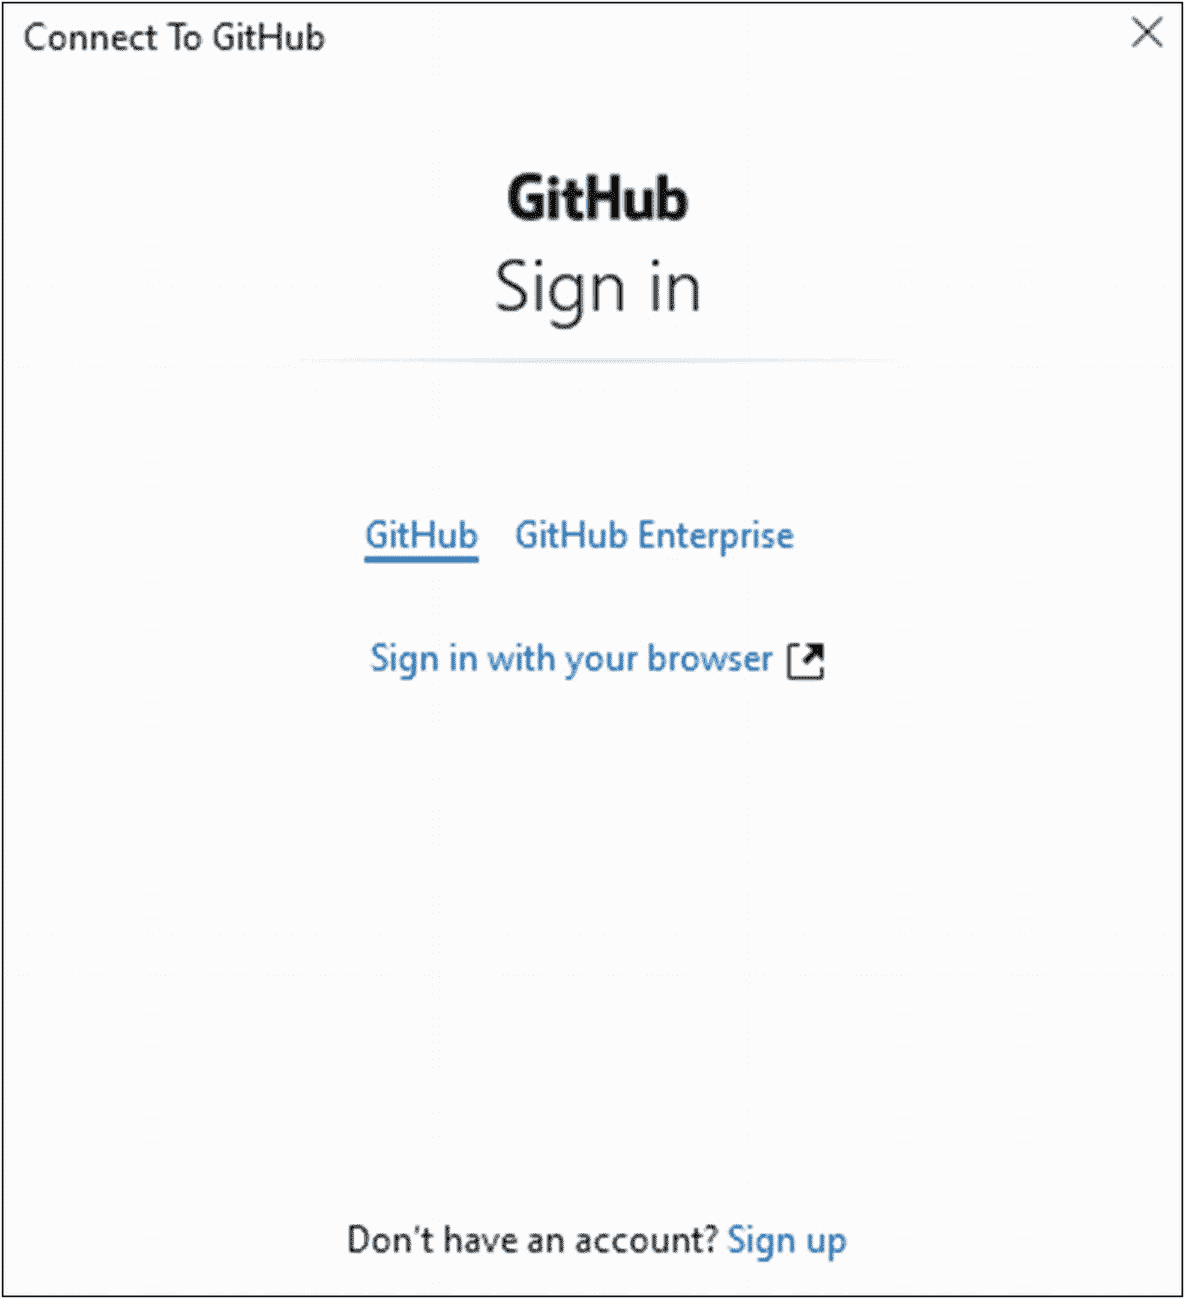 Connect To GitHub
GitHub
Sign in
GitHub GitHub Enterprise
Sign in with your browser
Don't have an account? Sign up